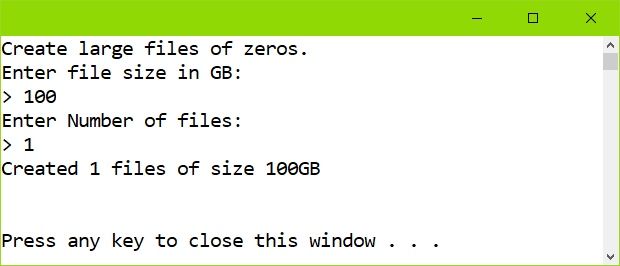 Create large files of zeros.
Enter file size in GB:
> 100
Enter Number of files:
> 1
Created 1 files of size 100GB
Press any key to close this window . . .